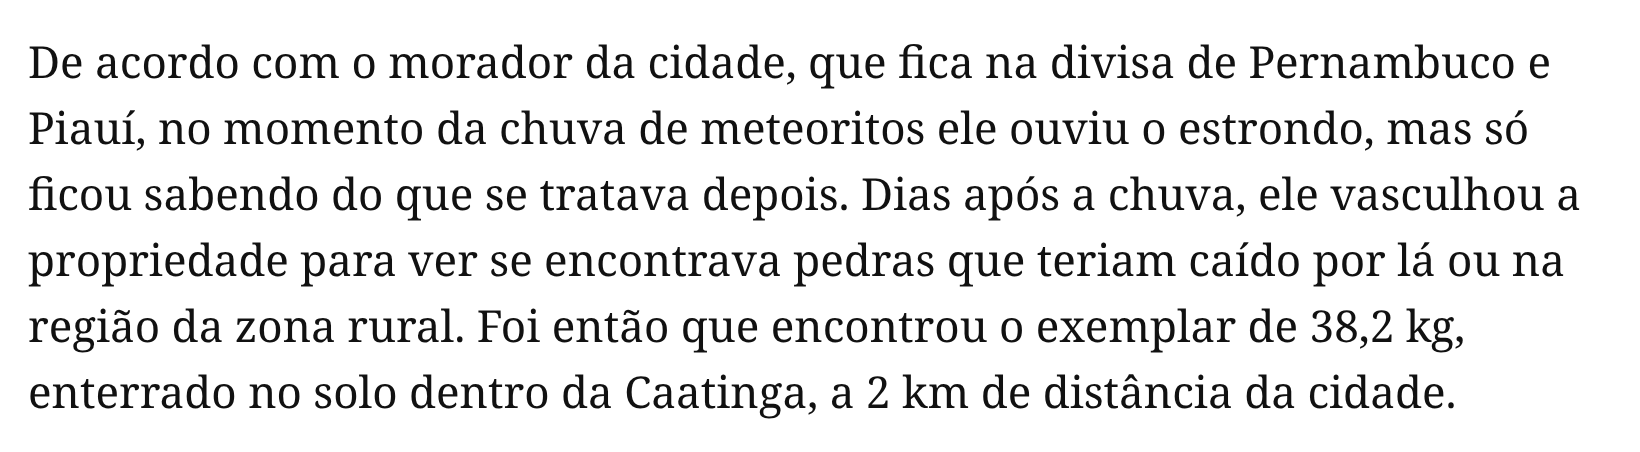 De acordo com o morador da cidade, que fica na divisa de Pernambuco e
Piauí, no momento da chuva de meteoritos ele ouviu o estrondo, mas só
ficou sabendo do que se tratava depois. Dias após a chuva, ele vasculhou a
propriedade para ver se encontrava pedras que teriam caído por lá ou na
região da zona rural. Foi então que encontrou o exemplar de 38,2 kg,
enterrado no solo dentro da Caatinga, a 2 km de distância da cidade.